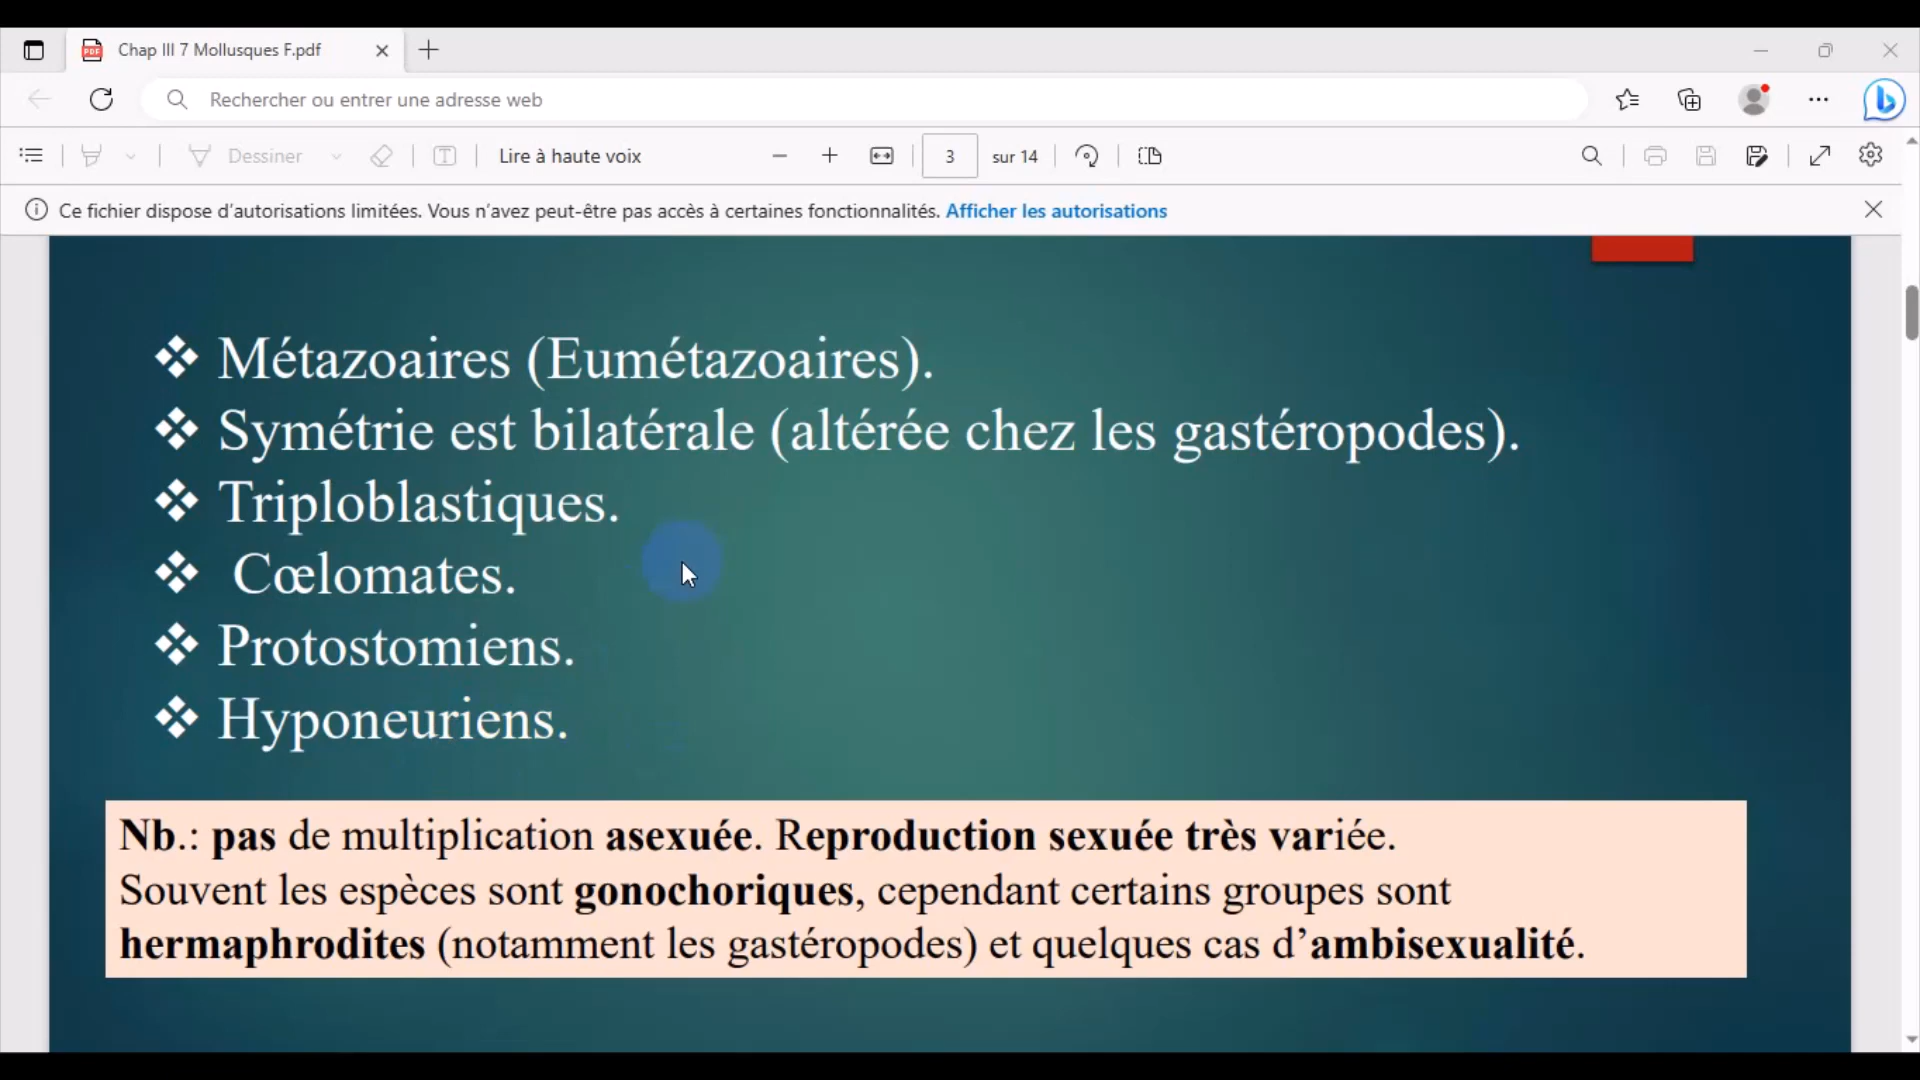 Chap III 7 Mollusques F.pdf
Rechercher ou entrer une adresse web
Dessiner
Lire à haute voix
3 sur 14
Ce fichier dispose d'autorisations limitées. Vous n'avez peut-être pas accès à certaines fonctionnalités. Afficher les autorisations
❖ Métazoaires (Eumétazoaires).
❖ Symétrie est bilatérale (altérée chez les gastéropodes).
❖ Triploblastiques.
❖ Cœlomates.
❖ Protostomiens.
❖ Hyponeuriens.
Nb.: pas de multiplication asexuée. Reproduction sexuée très variée.
Souvent les espèces sont gonochoriques, cependant certains groupes sont
hermaphrodites (notamment les gastéropodes) et quelques cas d'ambisexualité.